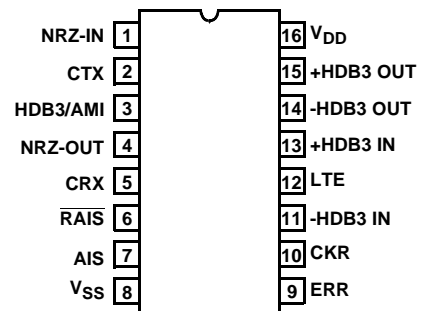 NRZ-IN 1 16 VDD
CTX 2 15 +HDB3 OUT
HDB3/AMI 3 14 -HDB3 OUT
NRZ-OUT 4 13 +HDB3 IN
CRX 5 12 LTE
RAIS 6 11 -HDB3 IN
AIS 7 10 CKR
VSS 8 9 ERR